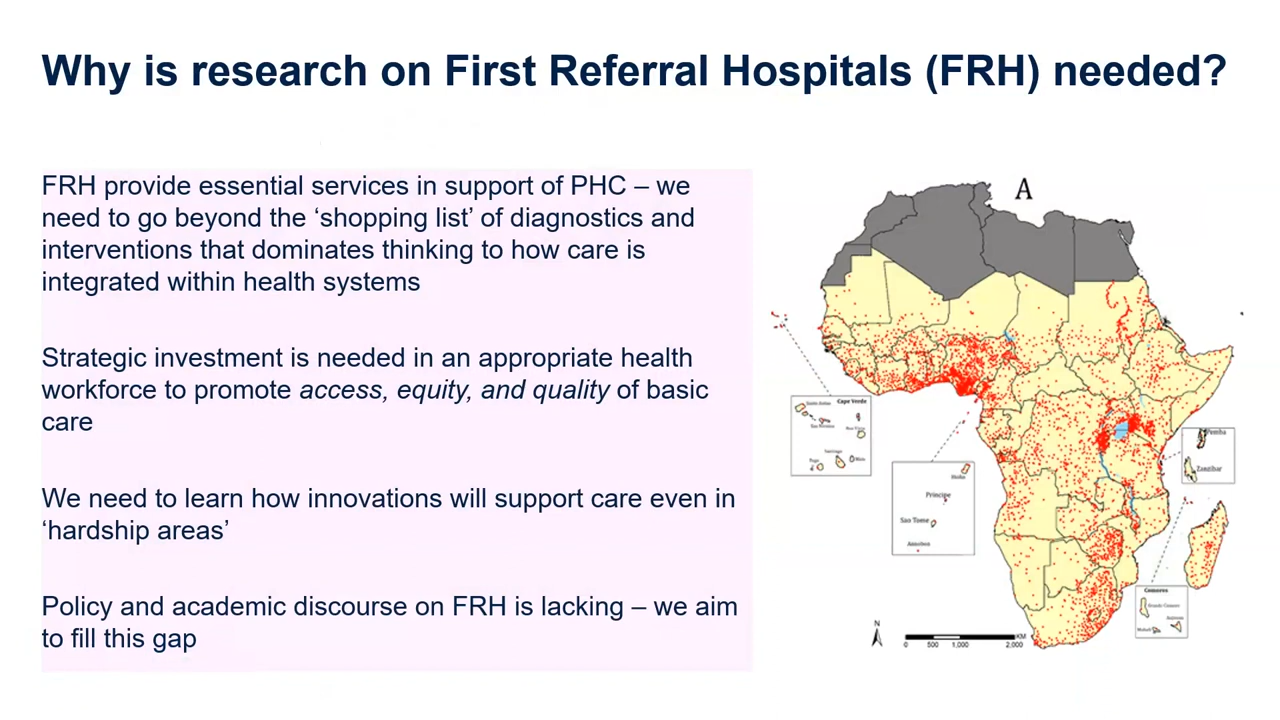 Why is research on First Referral Hospitals (FRH) needed?
FRH provide essential services in support of PHC – we
need to go beyond the ‘shopping list’ of diagnostics and
interventions that dominates thinking to how care is
integrated within health systems
Strategic investment is needed in an appropriate health
workforce to promote access, equity, and quality of basic
care
We need to learn how innovations will support care even in
‘hardship areas’
Policy and academic discourse on FRH is lacking – we aim
to fill this gap
A
Cape Verde
Pemba
Zanzibar
Principe
Sao Tome
Annobon
Comoros
Grande Comore
N
KM
0 500 1,000 2,000